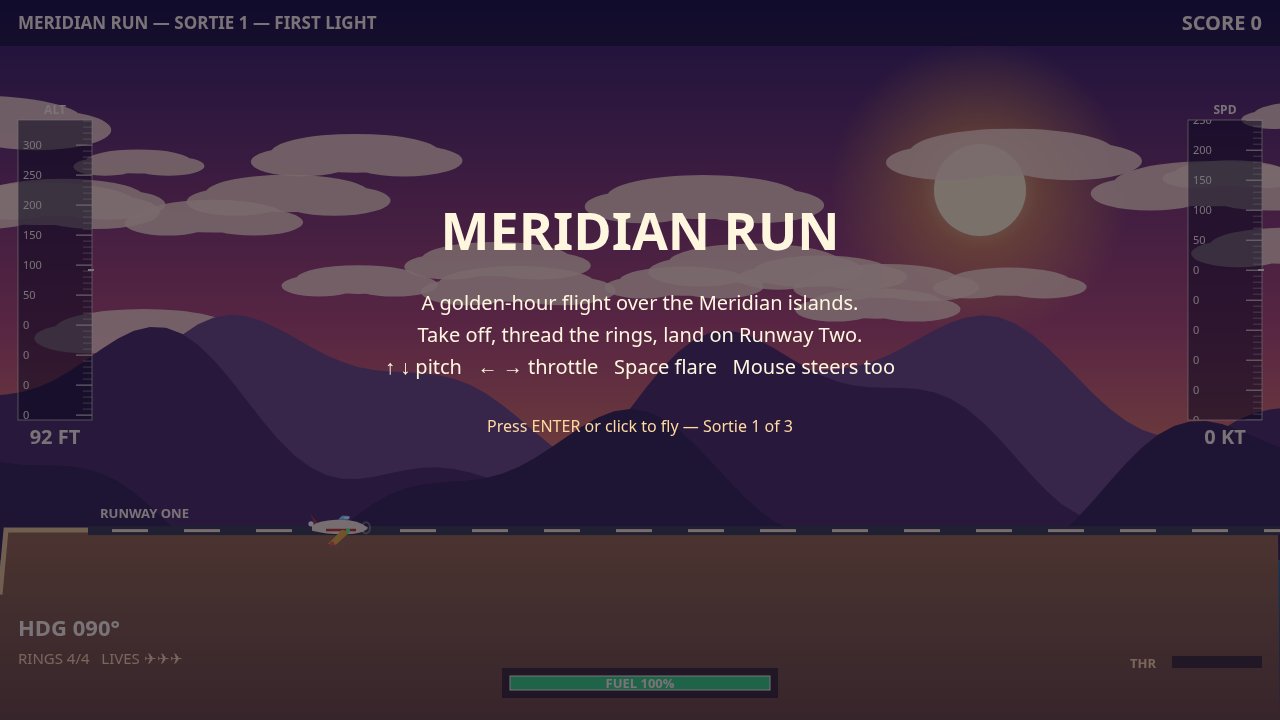 MERIDIAN RUN — SORTIE 1 — FIRST LIGHT
SCORE 0
ALT
300
250
200
150
100
50
0
0
0
0
92 FT
SPD
250
200
150
100
50
0
0
0
0
0
0
0 KT
MERIDIAN RUN
A golden-hour flight over the Meridian islands.
Take off, thread the rings, land on Runway Two.
↑ ↓ pitch ← → throttle Space flare Mouse steers too
Press ENTER or click to fly — Sortie 1 of 3
RUNWAY ONE
HDG 090°
RINGS 4/4 LIVES ✈✈✈
FUEL 100%
THR